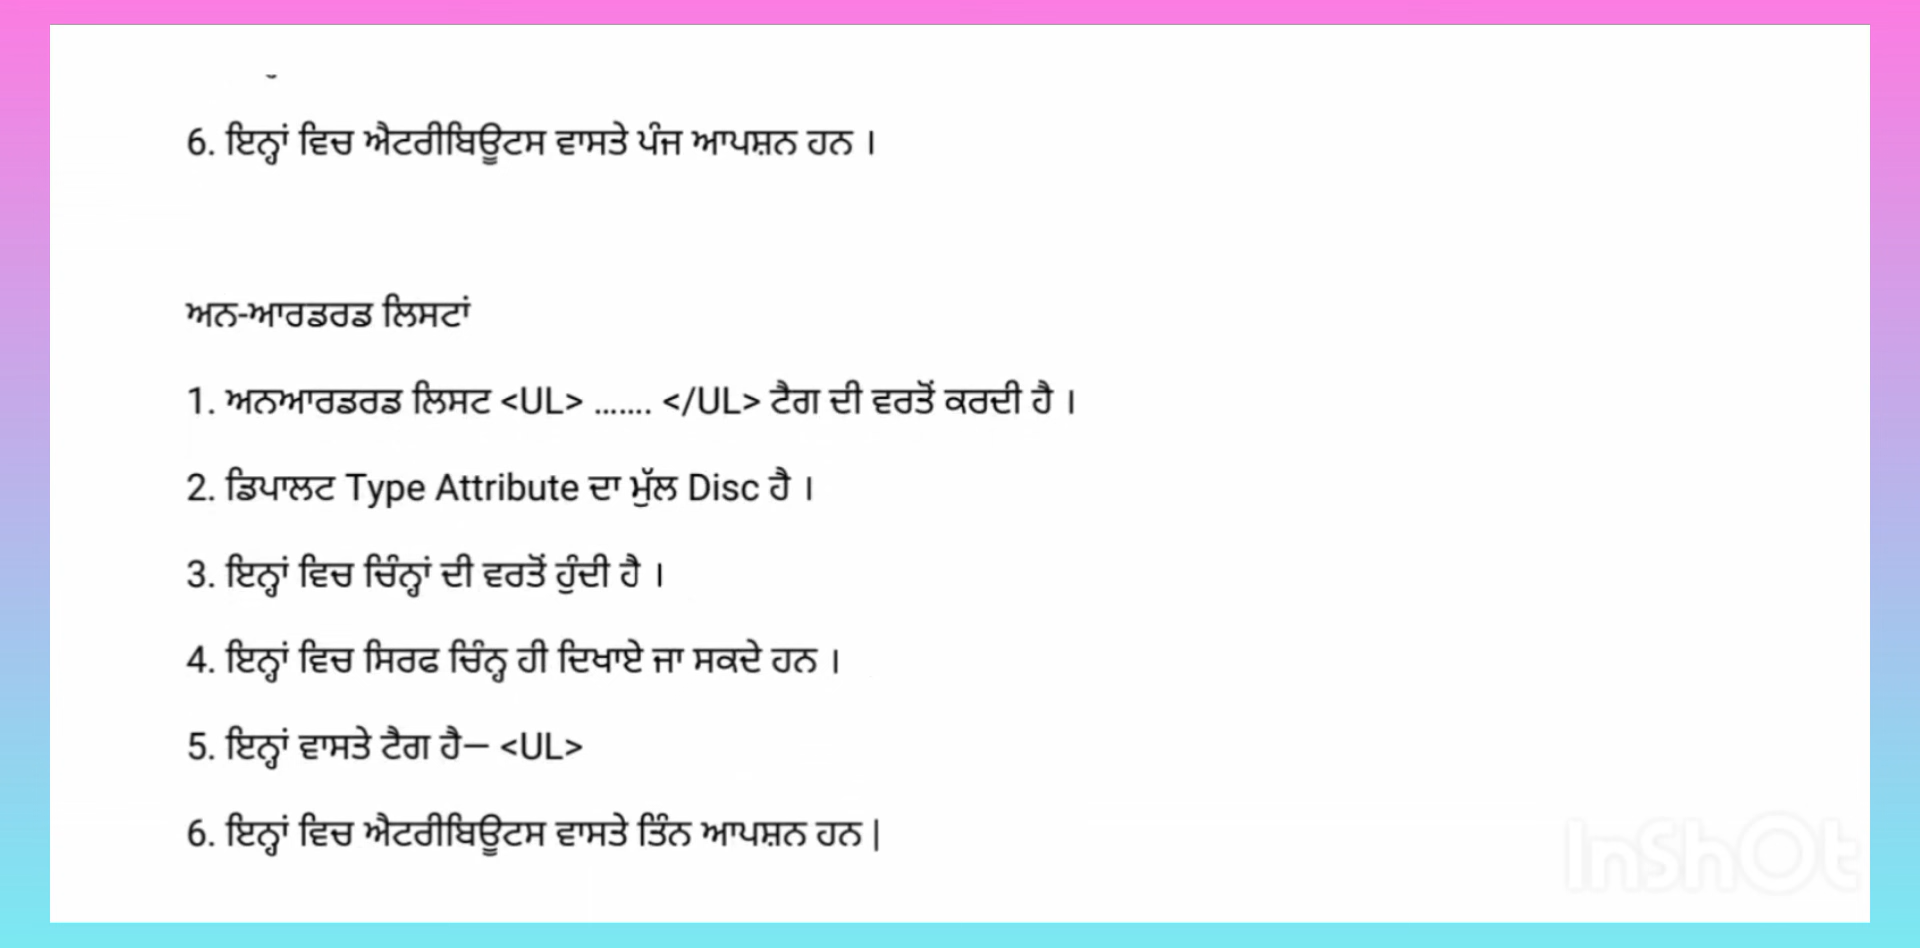 6. ਇਨ੍ਹਾਂ ਵਿਚ ਐਟਰੀਬਿਊਟਸ ਵਾਸਤੇ ਪੰਜ ਆਪਸ਼ਨ ਹਨ ।
ਅਨ-ਆਰਡਰਡ ਲਿਸਟਾਂ
1. ਅਨਆਰਡਰਡ ਲਿਸਟ <UL> ....... </UL> ਟੈਗ ਦੀ ਵਰਤੋਂ ਕਰਦੀ ਹੈ ।
2. ਡਿਪਾਲਟ Type Attribute ਦਾ ਮੁੱਲ Disc ਹੈ ।
3. ਇਨ੍ਹਾਂ ਵਿਚ ਚਿੰਨ੍ਹਾਂ ਦੀ ਵਰਤੋਂ ਹੁੰਦੀ ਹੈ ।
4. ਇਨ੍ਹਾਂ ਵਿਚ ਸਿਰਫ ਚਿੰਨ੍ਹ ਹੀ ਦਿਖਾਏ ਜਾ ਸਕਦੇ ਹਨ ।
5. ਇਨ੍ਹਾਂ ਵਾਸਤੇ ਟੈਗ ਹੈ— <UL>
6. ਇਨ੍ਹਾਂ ਵਿਚ ਐਟਰੀਬਿਊਟਸ ਵਾਸਤੇ ਤਿੰਨ ਆਪਸ਼ਨ ਹਨ|
InShOt